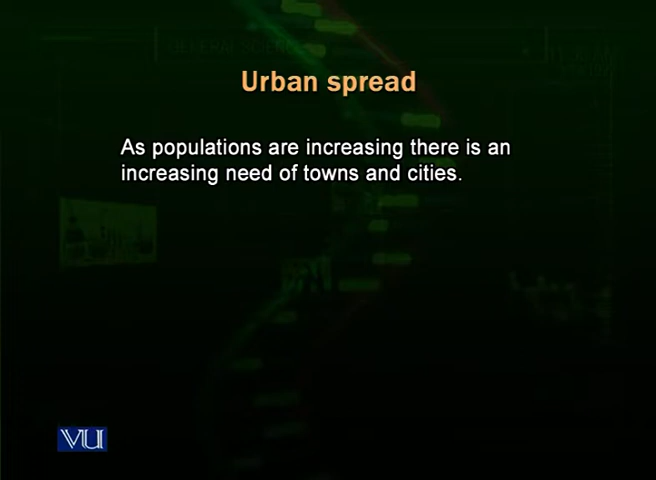 Urban spread
As populations are increasing there is an
increasing need of towns and cities.
VU